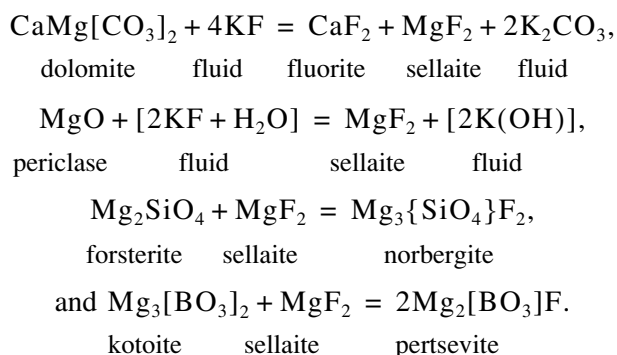 CaMg[CO₃]₂ + 4KF = CaF₂ + MgF₂ + 2K₂CO₃,
dolomite fluid fluorite sellaite fluid
MgO + [2KF + H₂O] = MgF₂ + [2K(OH)],
periclase fluid sellaite fluid
Mg₂SiO₄ + MgF₂ = Mg₃{SiO₄}F₂,
forsterite sellaite norbergite
and Mg₃[BO₃]₂ + MgF₂ = 2Mg₂[BO₃]F.
kotoite sellaite pertsevite